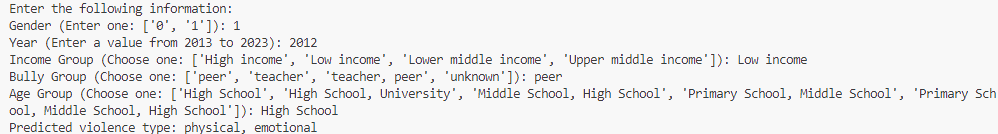 Enter the following information:
Gender (Enter one: ['0', '1']): 1
Year (Enter a value from 2013 to 2023): 2012
Income Group (Choose one: ['High income', 'Low income', 'Lower middle income', 'Upper middle income']): Low income
Bully Group (Choose one: ['peer', 'teacher', 'teacher, peer', 'unknown']): peer
Age Group (Choose one: ['High School', 'High School, University', 'Middle School, High School', 'Primary School, Middle School', 'Primary Sch
ool, Middle School, High School']): High School
Predicted violence type: physical, emotional